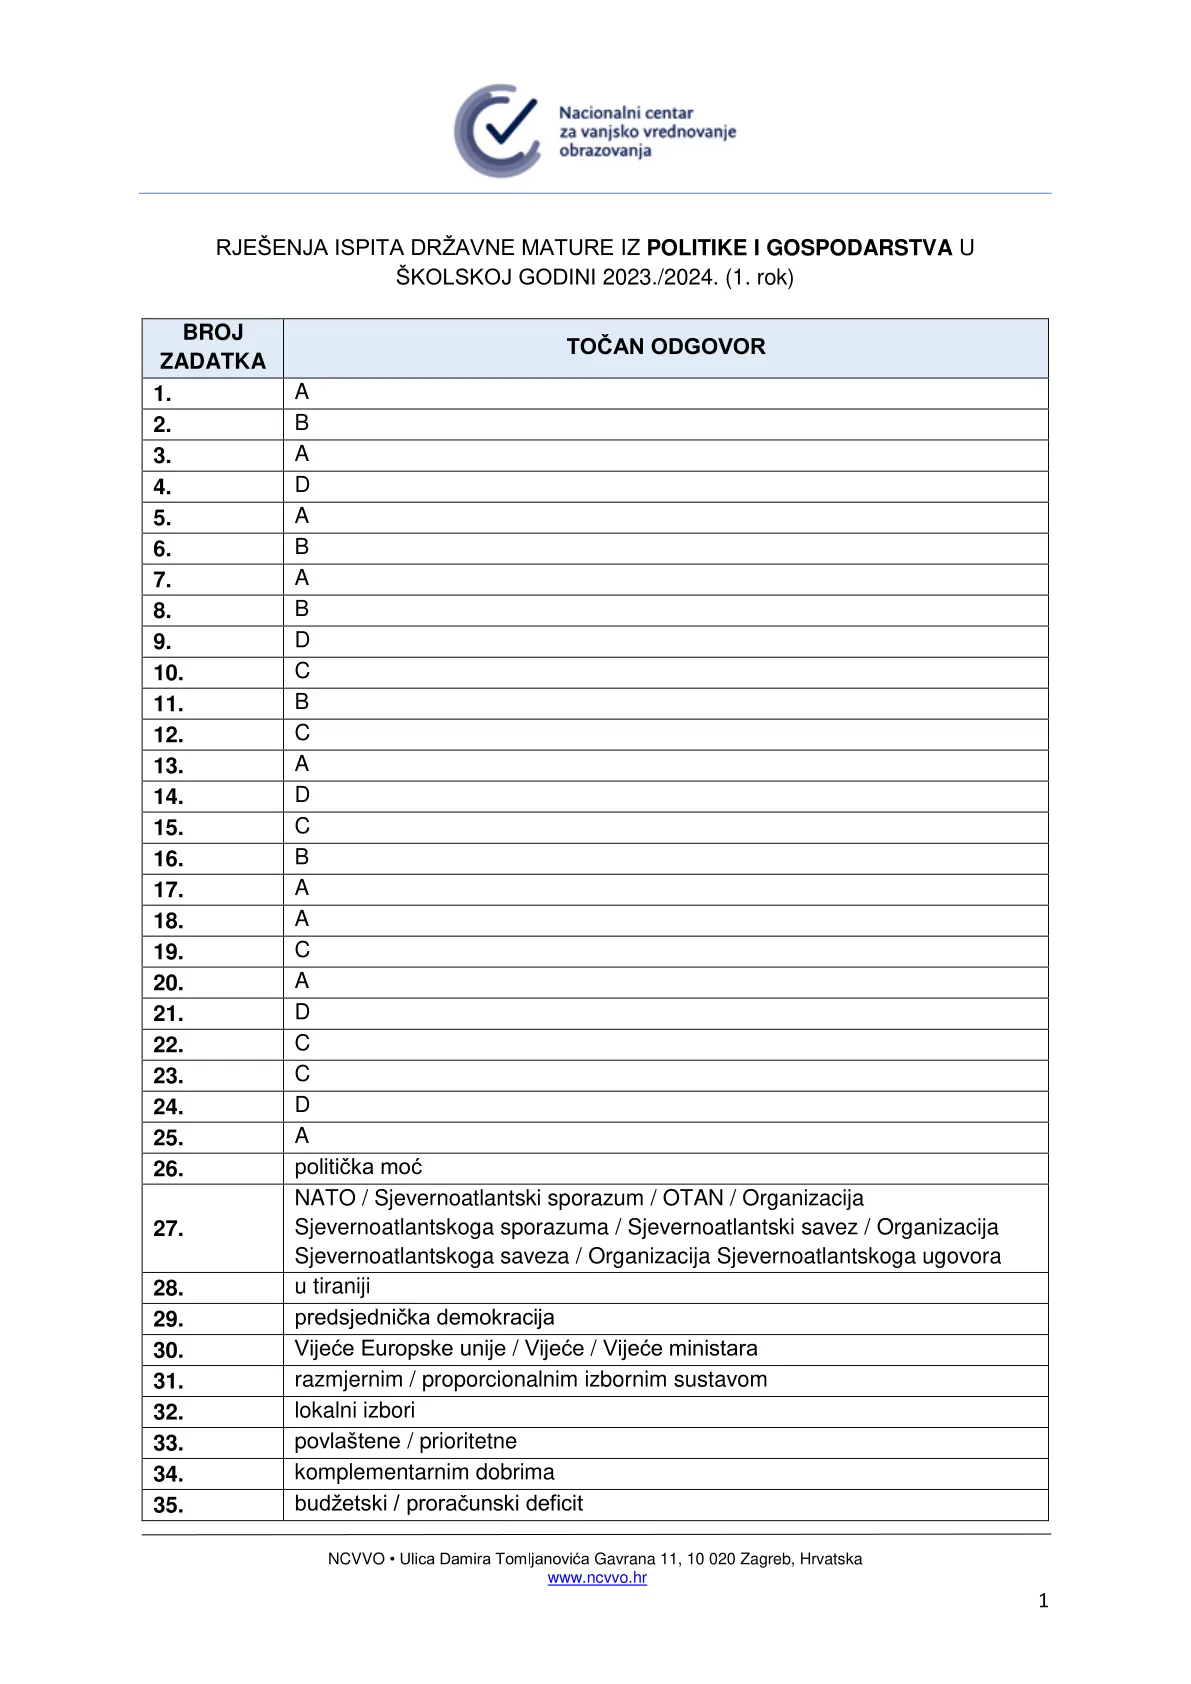 Nacionalni centar
za vanjsko vrednovanje
obrazovanja
RJEŠENJA ISPITA DRŽAVNE MATURE IZ POLITIKE I GOSPODARSTVA U
ŠKOLSKOJ GODINI 2023./2024. (1. rok)
BROJ
ZADATKA
TOČAN ODGOVOR
1. A
2. B
3. A
4. D
5. A
6. B
7. A
8. B
9. D
10. C
11. B
12. C
13. A
14. D
15. C
16. B
17. A
18. A
19. C
20. A
21. D
22. C
23. C
24. D
25. A
26. politička moć
27. NATO / Sjevernoatlantski sporazum / OTAN / Organizacija
Sjevernoatlantskoga sporazuma / Sjevernoatlantski savez / Organizacija
Sjevernoatlantskoga saveza / Organizacija Sjevernoatlantskoga ugovora
28. u tiraniji
29. predsjednička demokracija
30. Vijeće Europske unije / Vijeće / Vijeće ministara
31. razmjernim / proporcionalnim izbornim sustavom
32. lokalni izbori
33. povlaštene / prioritetne
34. komplementarnim dobrima
35. budžetski / proračunski deficit
NCVVO • Ulica Damira Tomljanovića Gavrana 11, 10 020 Zagreb, Hrvatska
www.ncvvo.hr
1